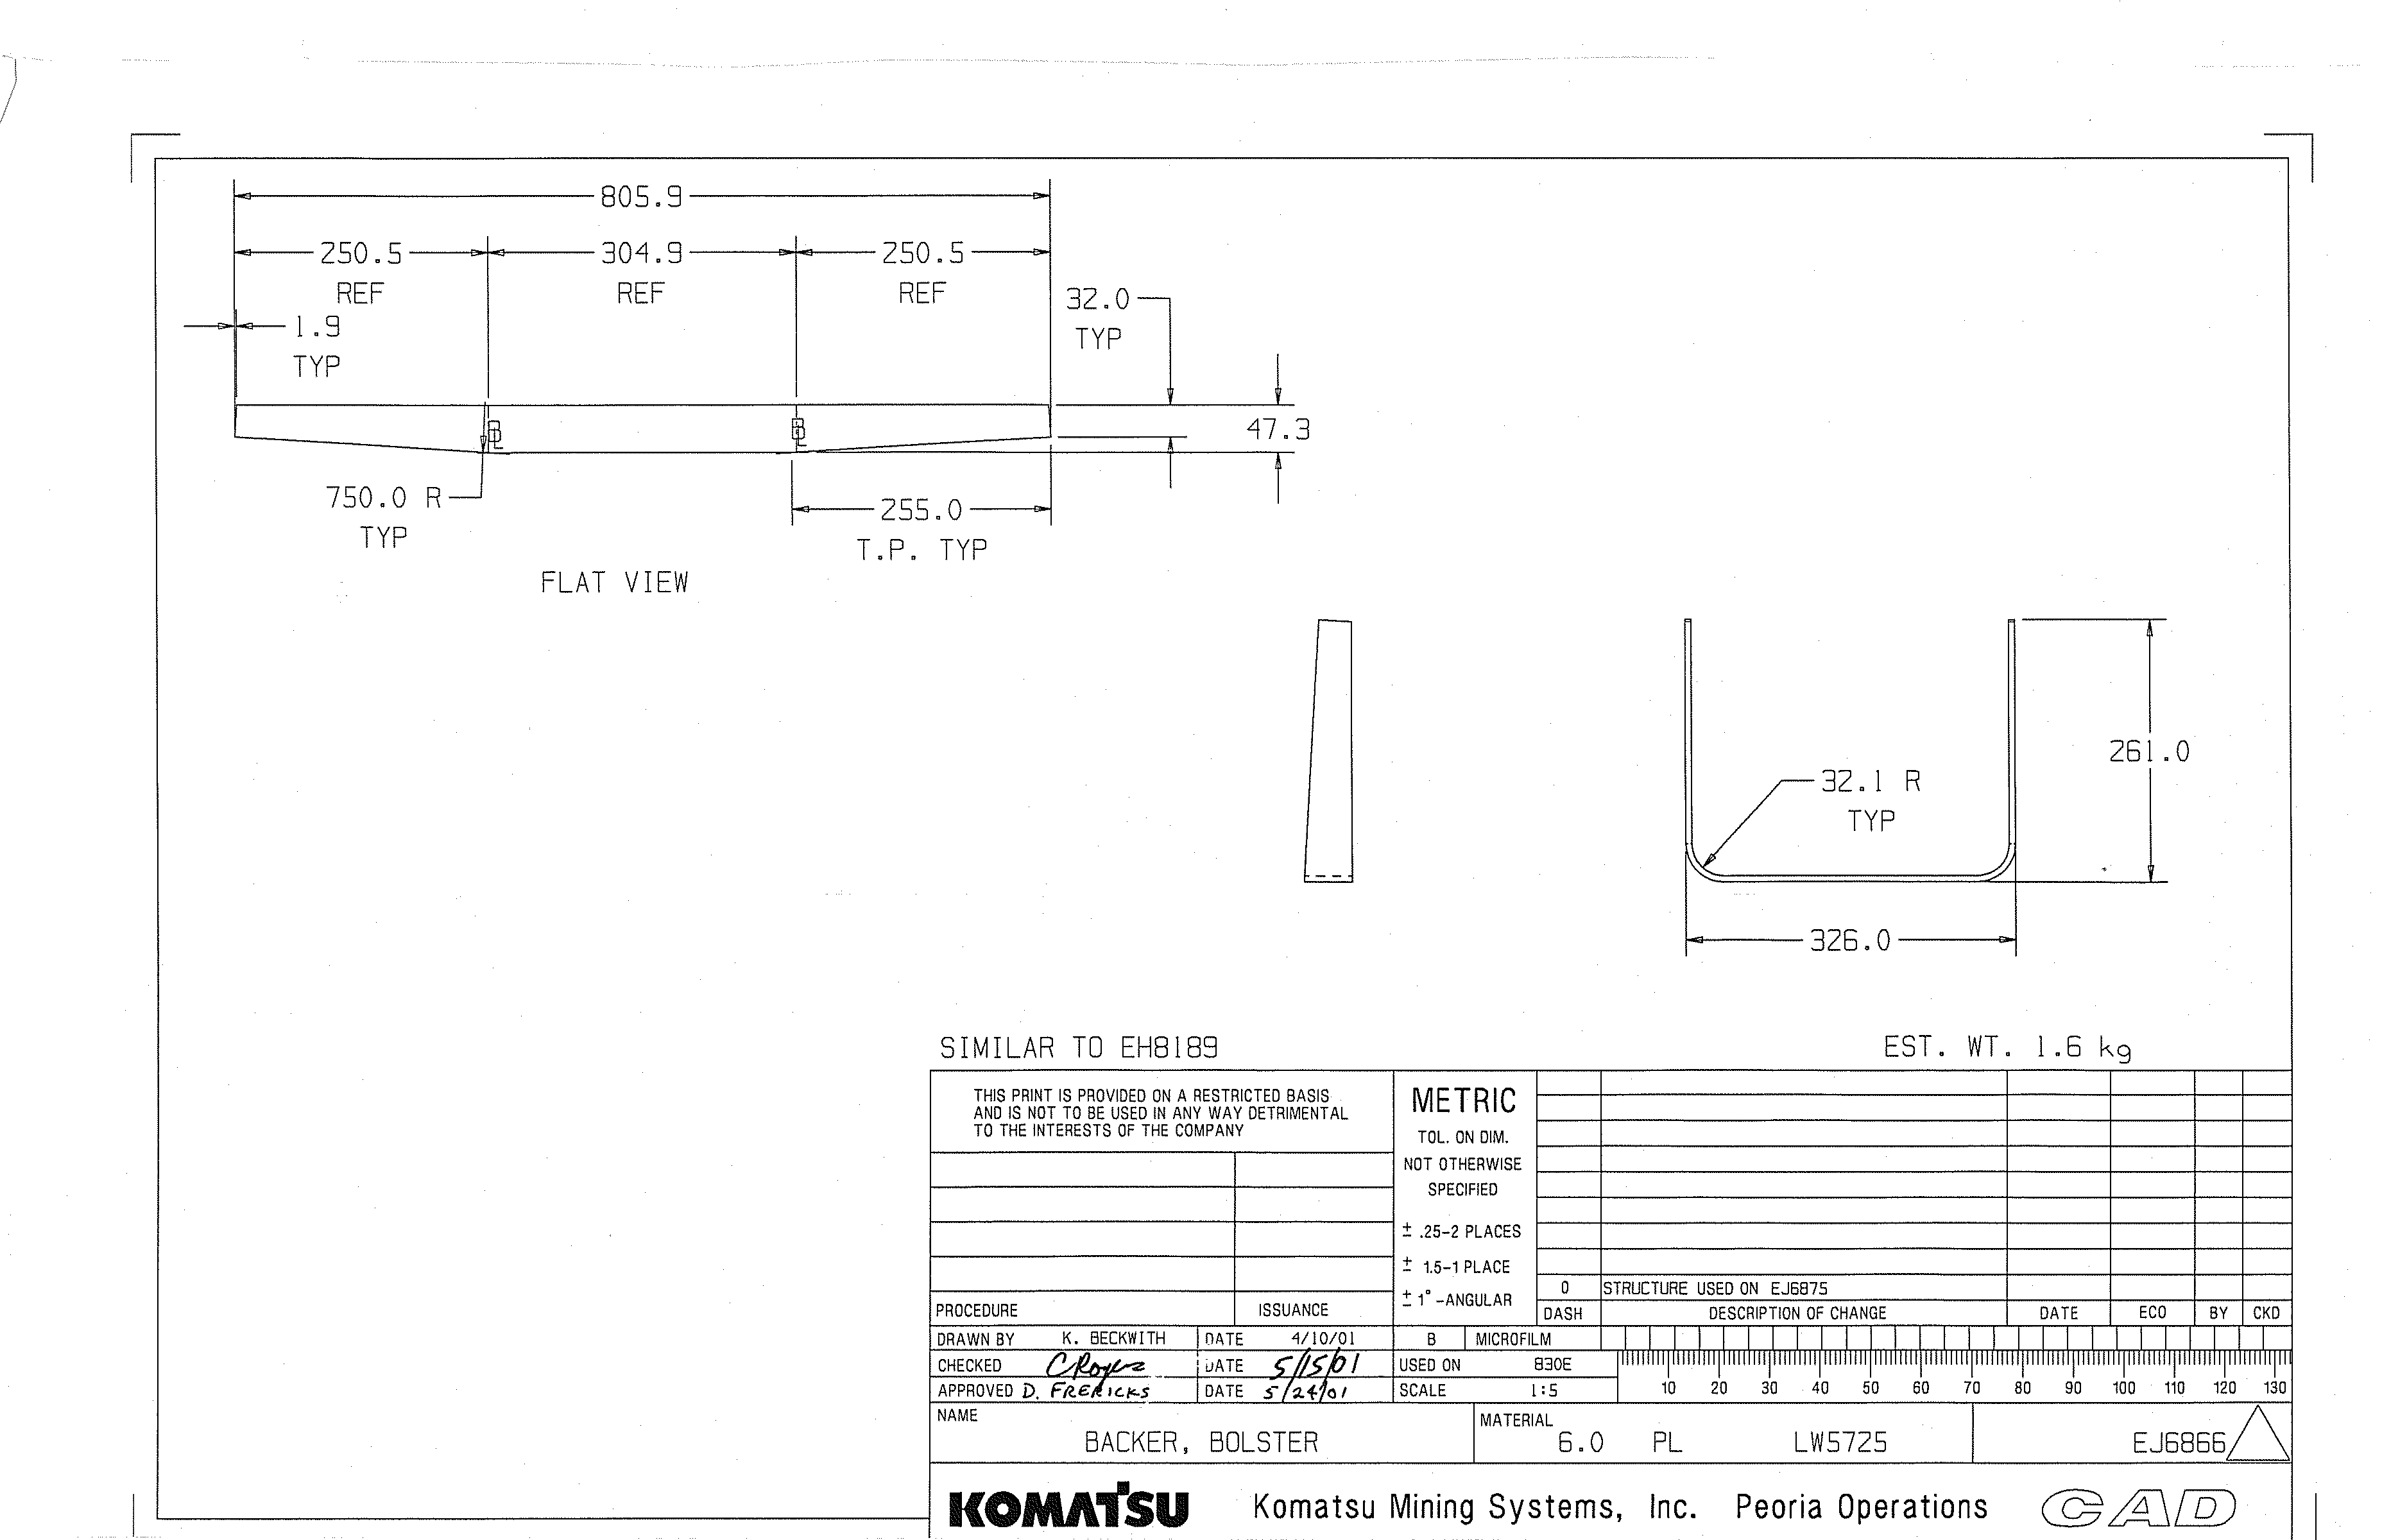 805.9
250.5 304.9 250.5
REF REF REF
32.0
TYP
1.9
TYP
BL BL
47.3
750.0 R
TYP
255.0
T.P. TYP
FLAT VIEW
261.0
32.1 R
TYP
326.0
SIMILAR TO EH8189
EST. WT. 1.6 kg
THIS PRINT IS PROVIDED ON A RESTRICTED BASIS
AND IS NOT TO BE USED IN ANY WAY DETRIMENTAL
TO THE INTERESTS OF THE COMPANY
METRIC
TOL. ON DIM.
NOT OTHERWISE
SPECIFIED
± .25-2 PLACES
± 1.5-1 PLACE
± 1° -ANGULAR
0 STRUCTURE USED ON EJ6875
PROCEDURE ISSUANCE
DASH DESCRIPTION OF CHANGE DATE ECO BY CKD
DRAWN BY K. BECKWITH DATE 4/10/01
B MICROFILM
CHECKED C Rogers DATE 5/15/01
USED ON 830E
APPROVED D. FRERICKS DATE 5/24/01
SCALE 1:5
10 20 30 40 50 60 70 80 90 100 110 120 130
NAME
BACKER, BOLSTER
MATERIAL
6.0 PL LW5725
EJ6866
KOMATSU Komatsu Mining Systems, Inc. Peoria Operations CAD